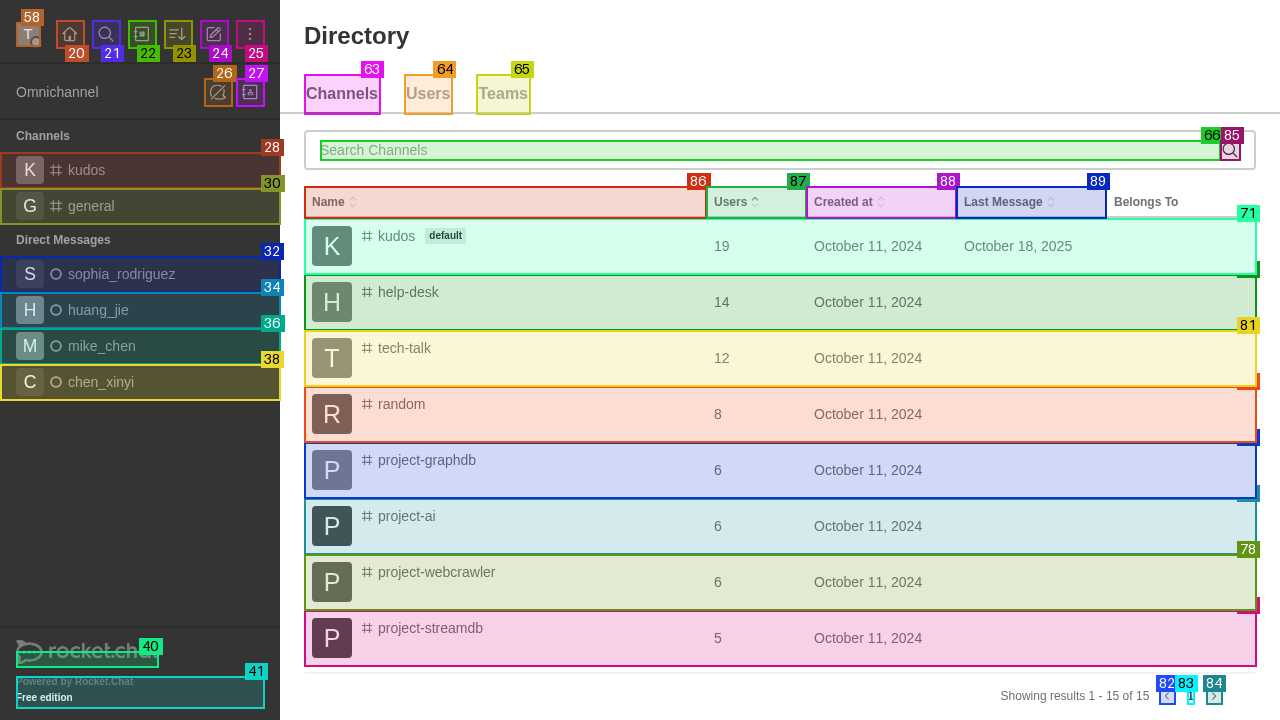 58
T
20
21
22
23
24
25
Omnichannel
26
27
Channels
28
K kudos
30
G general
Direct Messages
32
S sophia_rodriguez
34
H huang_jie
36
M mike_chen
38
C chen_xinyi
40
rocket.chat
41
Powered by Rocket.Chat
Free edition
Directory
63
64
65
Channels Users Teams
66
85
Search Channels
86
87
88
89
Name Users Created at Last Message Belongs To
71
K kudos default 19 October 11, 2024 October 18, 2025
H help-desk 14 October 11, 2024
81
T tech-talk 12 October 11, 2024
R random 8 October 11, 2024
P project-graphdb 6 October 11, 2024
P project-ai 6 October 11, 2024
78
P project-webcrawler 6 October 11, 2024
P project-streamdb 5 October 11, 2024
82
83
84
Showing results 1 - 15 of 15 1